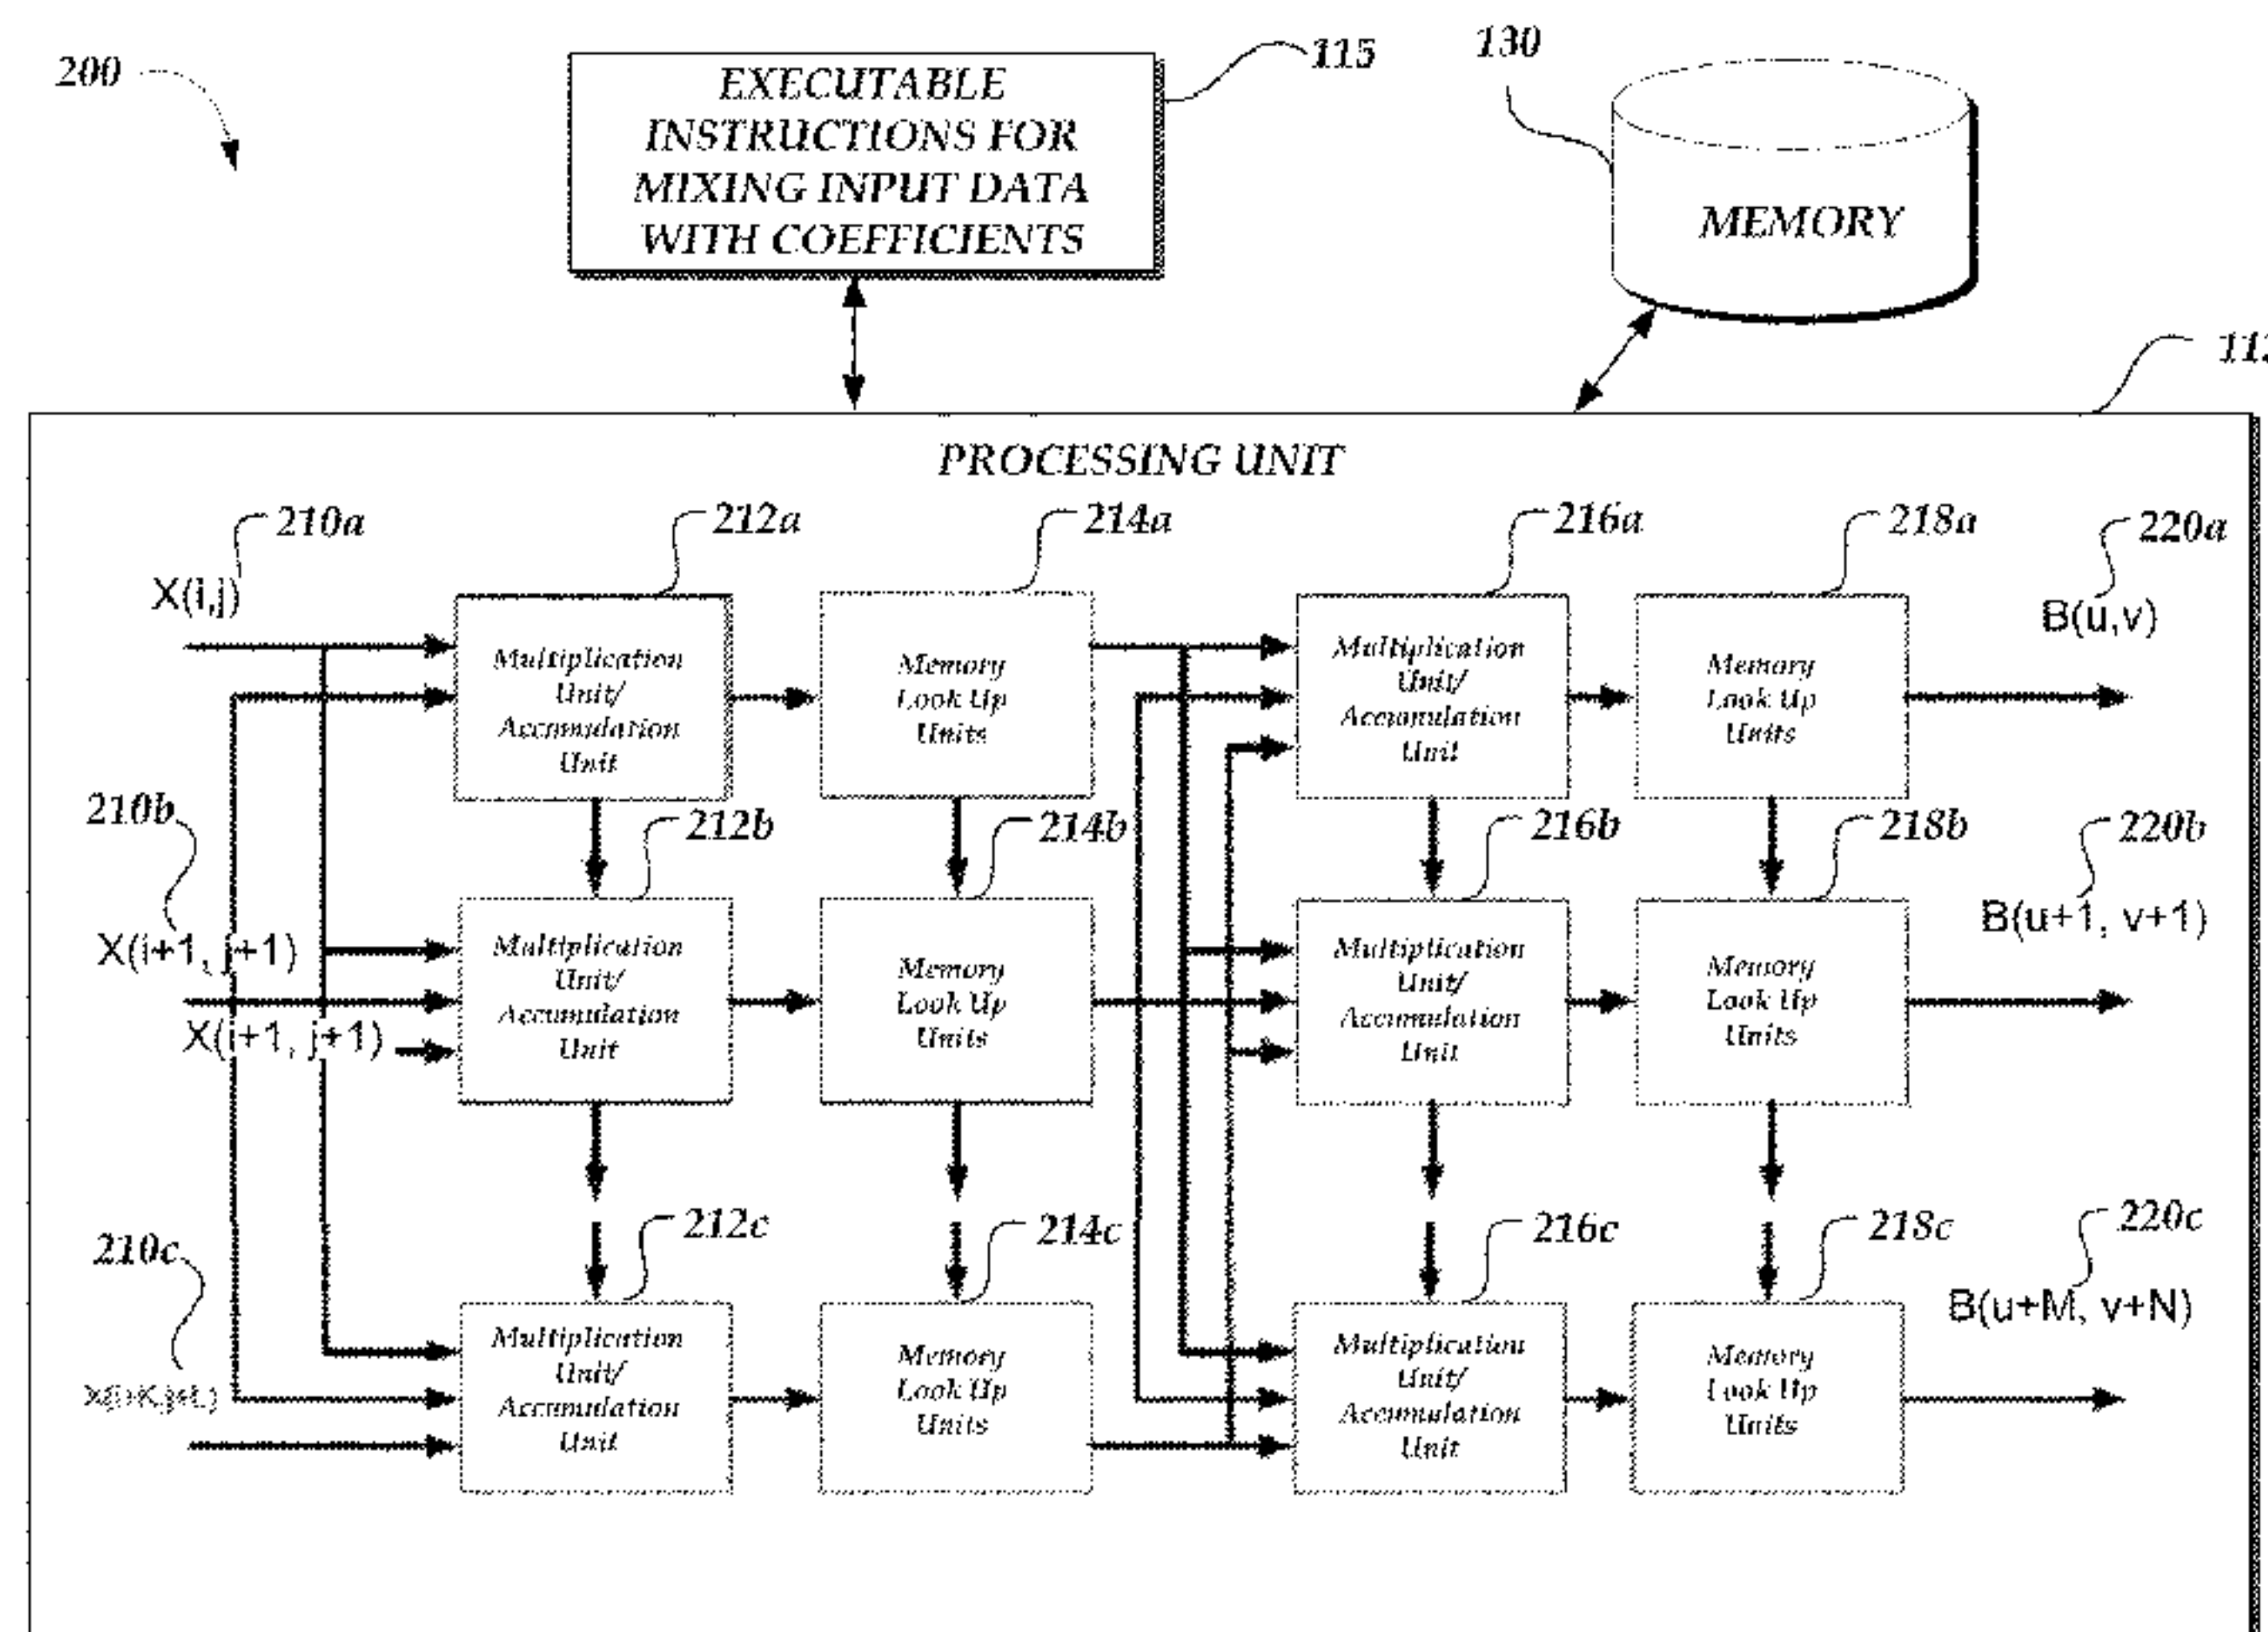 200
EXECUTABLE
INSTRUCTIONS FOR
MIXING INPUT DATA
WITH COEFFICIENTS
115
130
MEMORY
PROCESSING UNIT
210a
212a
214a
216a
218a
220a
X(i,j)
B(u,v)
Multiplication
Unit/
Accumulation
Unit
Memory
Look Up
Units
Multiplication
Unit/
Accumulation
Unit
Memory
Look Up
Units
210b
212b
214b
216b
218b
220b
X(i+1, j+1)
B(u+1, v+1)
Multiplication
Unit/
Accumulation
Unit
Memory
Look Up
Units
Multiplication
Unit/
Accumulation
Unit
Memory
Look Up
Units
X(i+1, j+1)
210c
212c
214c
216c
218c
220c
B(u+M, v+N)
Multiplication
Unit/
Accumulation
Unit
Memory
Look Up
Units
Multiplication
Unit/
Accumulation
Unit
Memory
Look Up
Units